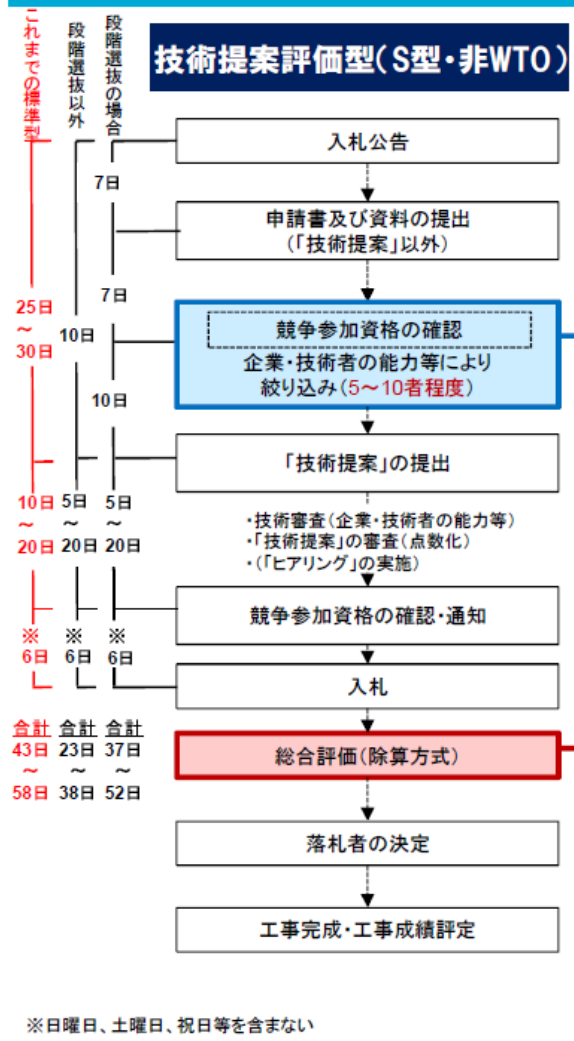 これまでの標準型
段階選抜以外
段階選抜の場合
技術提案評価型(S型・非WTO)
入札公告
7日
申請書及び資料の提出
(「技術提案」以外)
7日
25日
~
30日
10日
競争参加資格の確認
企業・技術者の能力等により
絞り込み(5~10者程度)
10日
「技術提案」の提出
10日
~
20日
5日
~
20日
5日
~
20日
・技術審査(企業・技術者の能力等)
・「技術提案」の審査(点数化)
・(「ヒアリング」の実施)
競争参加資格の確認・通知
※
6日
※
6日
※
6日
入札
合計
43日
~
58日
合計
23日
~
38日
合計
37日
~
52日
総合評価(除算方式)
落札者の決定
工事完成・工事成績評定
※日曜日、土曜日、祝日等を含まない